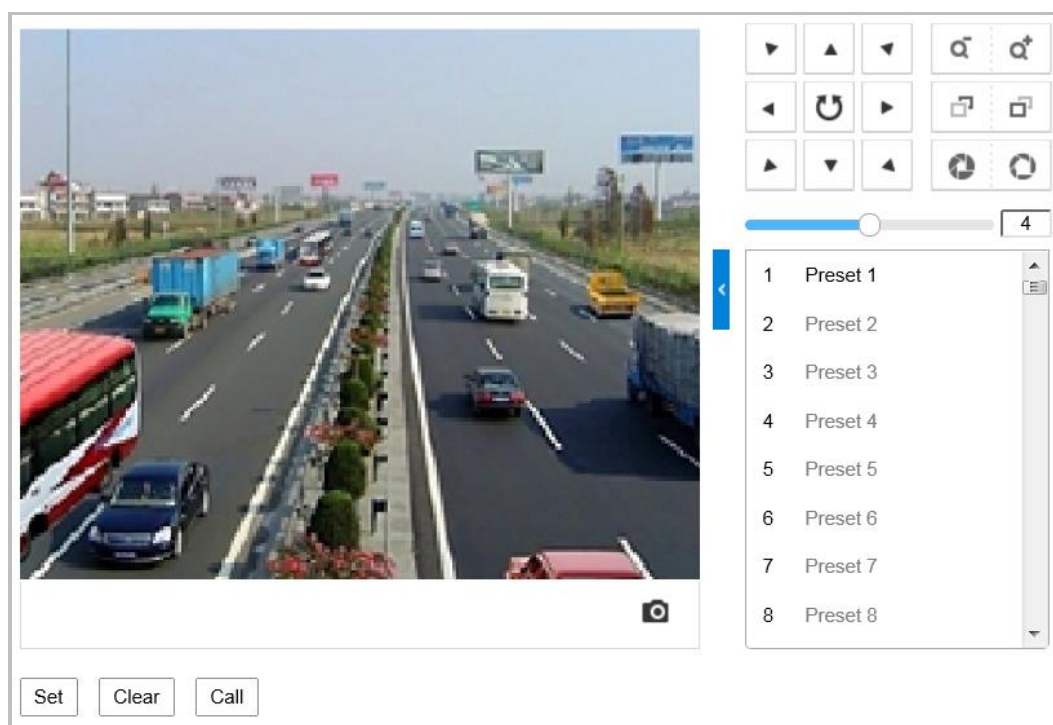 4
1 Preset 1
2 Preset 2
3 Preset 3
4 Preset 4
5 Preset 5
6 Preset 6
7 Preset 7
8 Preset 8
Set Clear Call